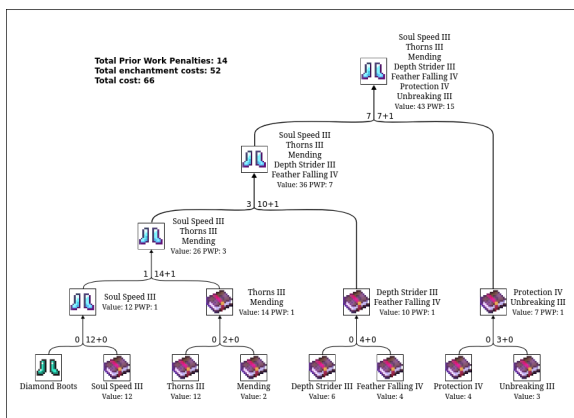 Total Prior Work Penalties: 14
Total enchantment costs: 52
Total cost: 66
Soul Speed III
Thorns III
Mending
Depth Strider III
Feather Falling IV
Protection IV
Unbreaking III
Value: 43 PWP: 15
7 7+1
Soul Speed III
Thorns III
Mending
Depth Strider III
Feather Falling IV
Value: 36 PWP: 7
3 10+1
Soul Speed III
Thorns III
Mending
Value: 26 PWP: 3
1 14+1
Soul Speed III
Value: 12 PWP: 1
Thorns III
Mending
Value: 14 PWP: 1
Depth Strider III
Feather Falling IV
Value: 10 PWP: 1
Protection IV
Unbreaking III
Value: 7 PWP: 1
0 12+0
0 2+0
0 4+0
0 3+0
Diamond Boots
Soul Speed III
Value: 12
Thorns III
Value: 12
Mending
Value: 2
Depth Strider III
Value: 6
Feather Falling IV
Value: 4
Protection IV
Value: 4
Unbreaking III
Value: 3